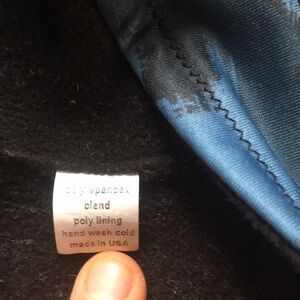 poly spandex
blend
poly lining
hand wash cold
made in USA